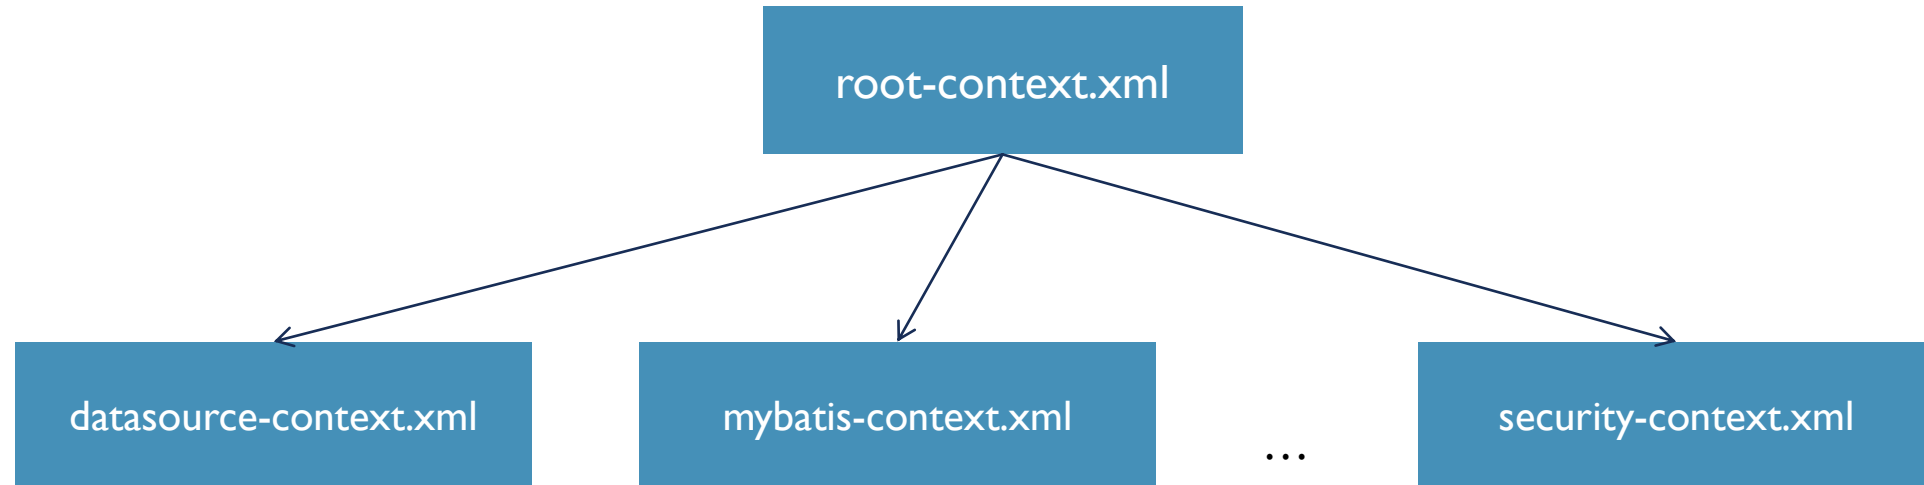 root-context.xml
datasource-context.xml
mybatis-context.xml
...
security-context.xml